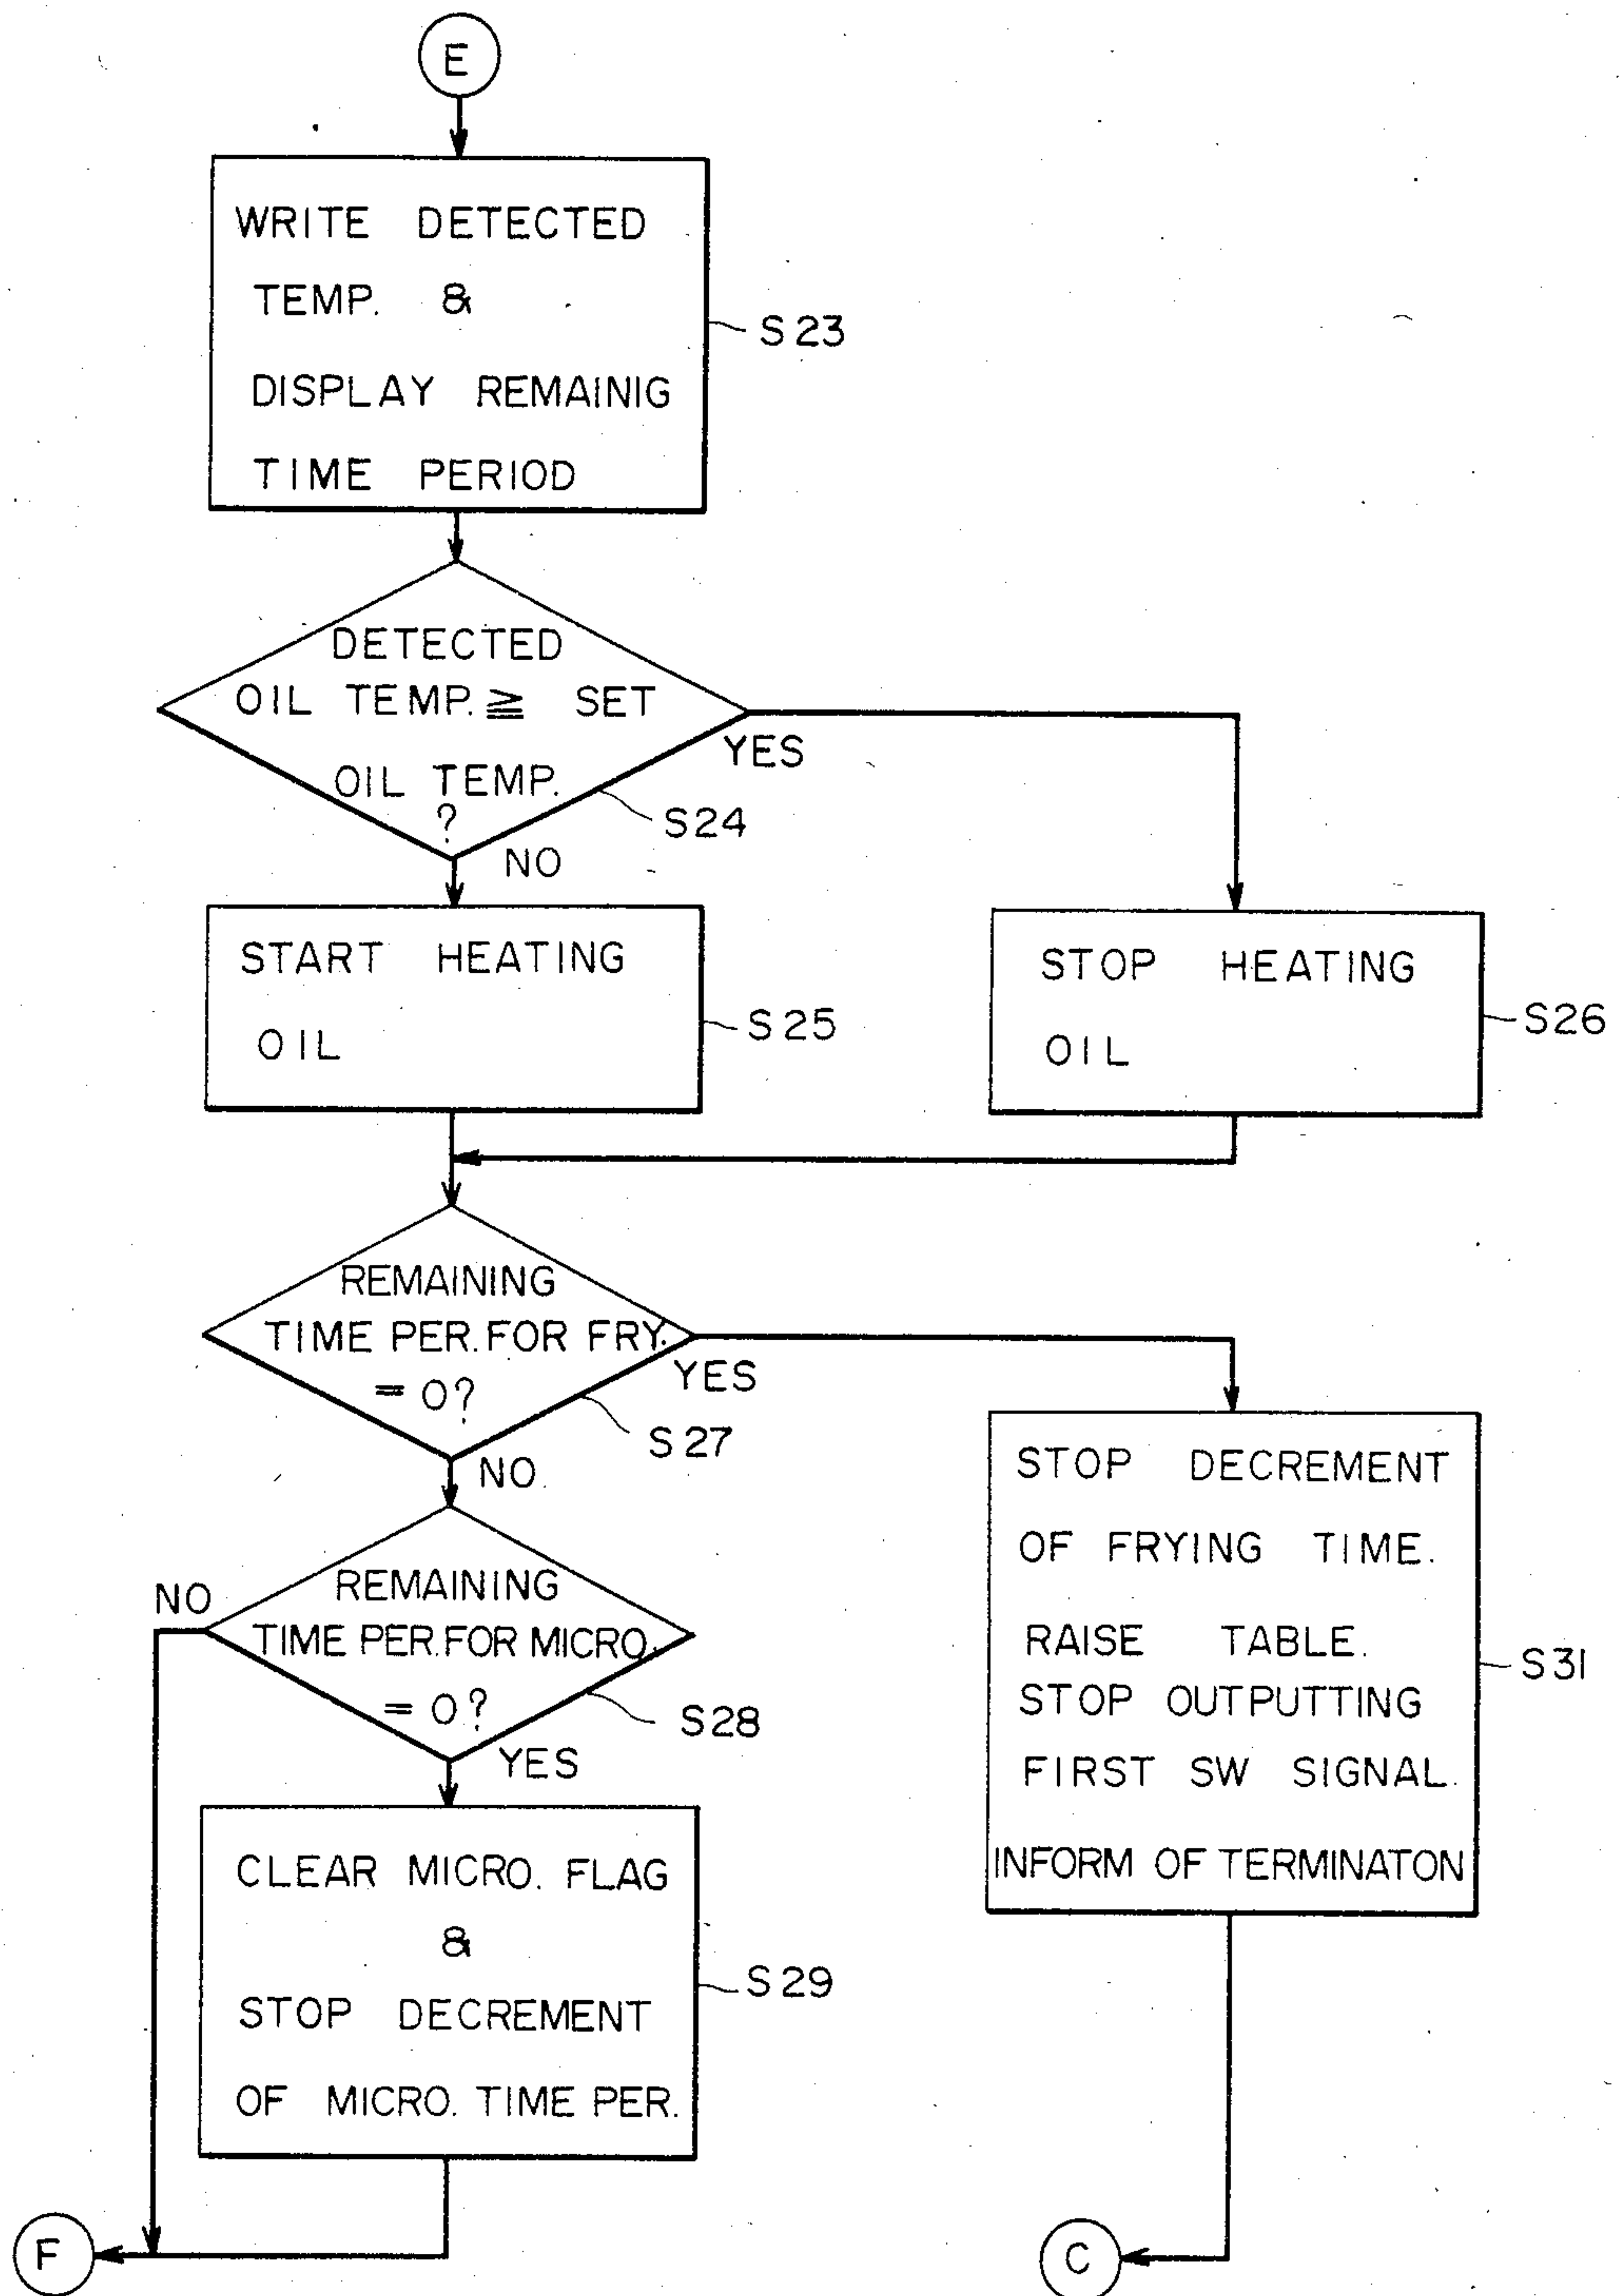 E
WRITE DETECTED
TEMP. &
DISPLAY REMAINIG
TIME PERIOD
S23
DETECTED
OIL TEMP. ≧ SET
OIL TEMP.
?
YES
S24
NO
START HEATING
OIL
S25
STOP HEATING
OIL
S26
REMAINING
TIME PER. FOR FRY.
= 0?
YES
S27
NO
REMAINING
TIME PER. FOR MICRO.
= 0?
NO
S28
YES
STOP DECREMENT
OF FRYING TIME.
RAISE TABLE.
STOP OUTPUTTING
FIRST SW SIGNAL.
INFORM OF TERMINATON
S31
CLEAR MICRO. FLAG
&
STOP DECREMENT
OF MICRO. TIME PER.
S29
F
C